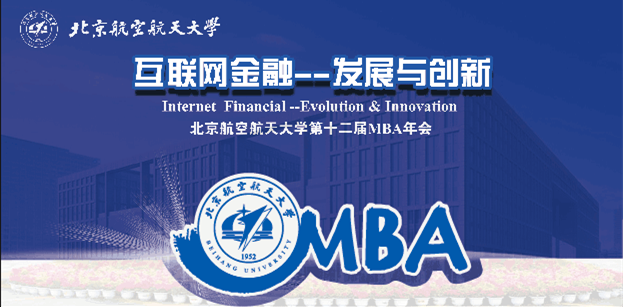 北京航空航天大学
互联网金融--发展与创新
Internet Financial --Evolution & Innovation
北京航空航天大学第十二届MBA年会
北京航空航天大学
1952
BEIHANG UNIVERSITY
MBA